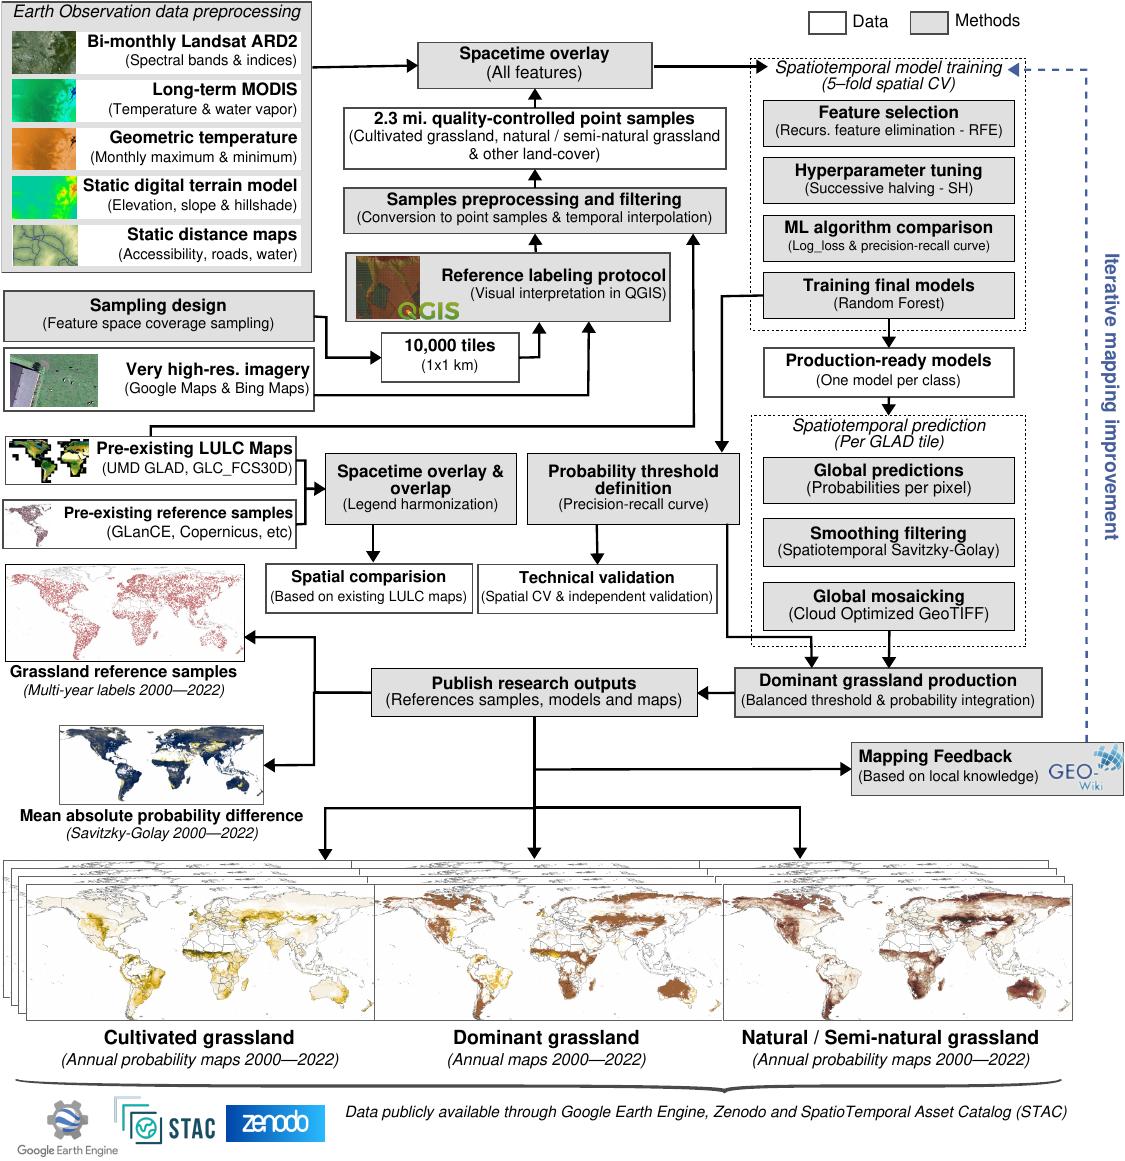 Earth Observation data preprocessing
Bi-monthly Landsat ARD2
(Spectral bands & indices)
Long-term MODIS
(Temperature & water vapor)
Geometric temperature
(Monthly maximum & minimum)
Static digital terrain model
(Elevation, slope & hillshade)
Static distance maps
(Accessibility, roads, water)
Data
Methods
Spacetime overlay
(All features)
2.3 mi. quality-controlled point samples
(Cultivated grassland, natural / semi-natural grassland
& other land-cover)
Samples preprocessing and filtering
(Conversion to point samples & temporal interpolation)
Reference labeling protocol
(Visual interpretation in QGIS)
QGIS
Sampling design
(Feature space coverage sampling)
10,000 tiles
(1x1 km)
Very high-res. imagery
(Google Maps & Bing Maps)
Spatiotemporal model training
(5–fold spatial CV)
Feature selection
(Recurs. feature elimination - RFE)
Hyperparameter tuning
(Successive halving - SH)
ML algorithm comparison
(Log_loss & precision-recall curve)
Training final models
(Random Forest)
Production-ready models
(One model per class)
Iterative mapping improvement
Pre-existing LULC Maps
(UMD GLAD, GLC_FCS30D)
Pre-existing reference samples
(GLanCE, Copernicus, etc)
Spacetime overlay &
overlap
(Legend harmonization)
Probability threshold
definition
(Precision-recall curve)
Spatial comparision
(Based on existing LULC maps)
Technical validation
(Spatial CV & independent validation)
Spatiotemporal prediction
(Per GLAD tile)
Global predictions
(Probabilities per pixel)
Smoothing filtering
(Spatiotemporal Savitzky-Golay)
Global mosaicking
(Cloud Optimized GeoTIFF)
Grassland reference samples
(Multi-year labels 2000—2022)
Publish research outputs
(References samples, models and maps)
Dominant grassland production
(Balanced threshold & probability integration)
Mapping Feedback
(Based on local knowledge)
GEO-
Wiki
Mean absolute probability difference
(Savitzky-Golay 2000—2022)
Cultivated grassland
(Annual probability maps 2000—2022)
Dominant grassland
(Annual maps 2000—2022)
Natural / Semi-natural grassland
(Annual probability maps 2000—2022)
Google Earth Engine
STAC
zenodo
Data publicly available through Google Earth Engine, Zenodo and SpatioTemporal Asset Catalog (STAC)